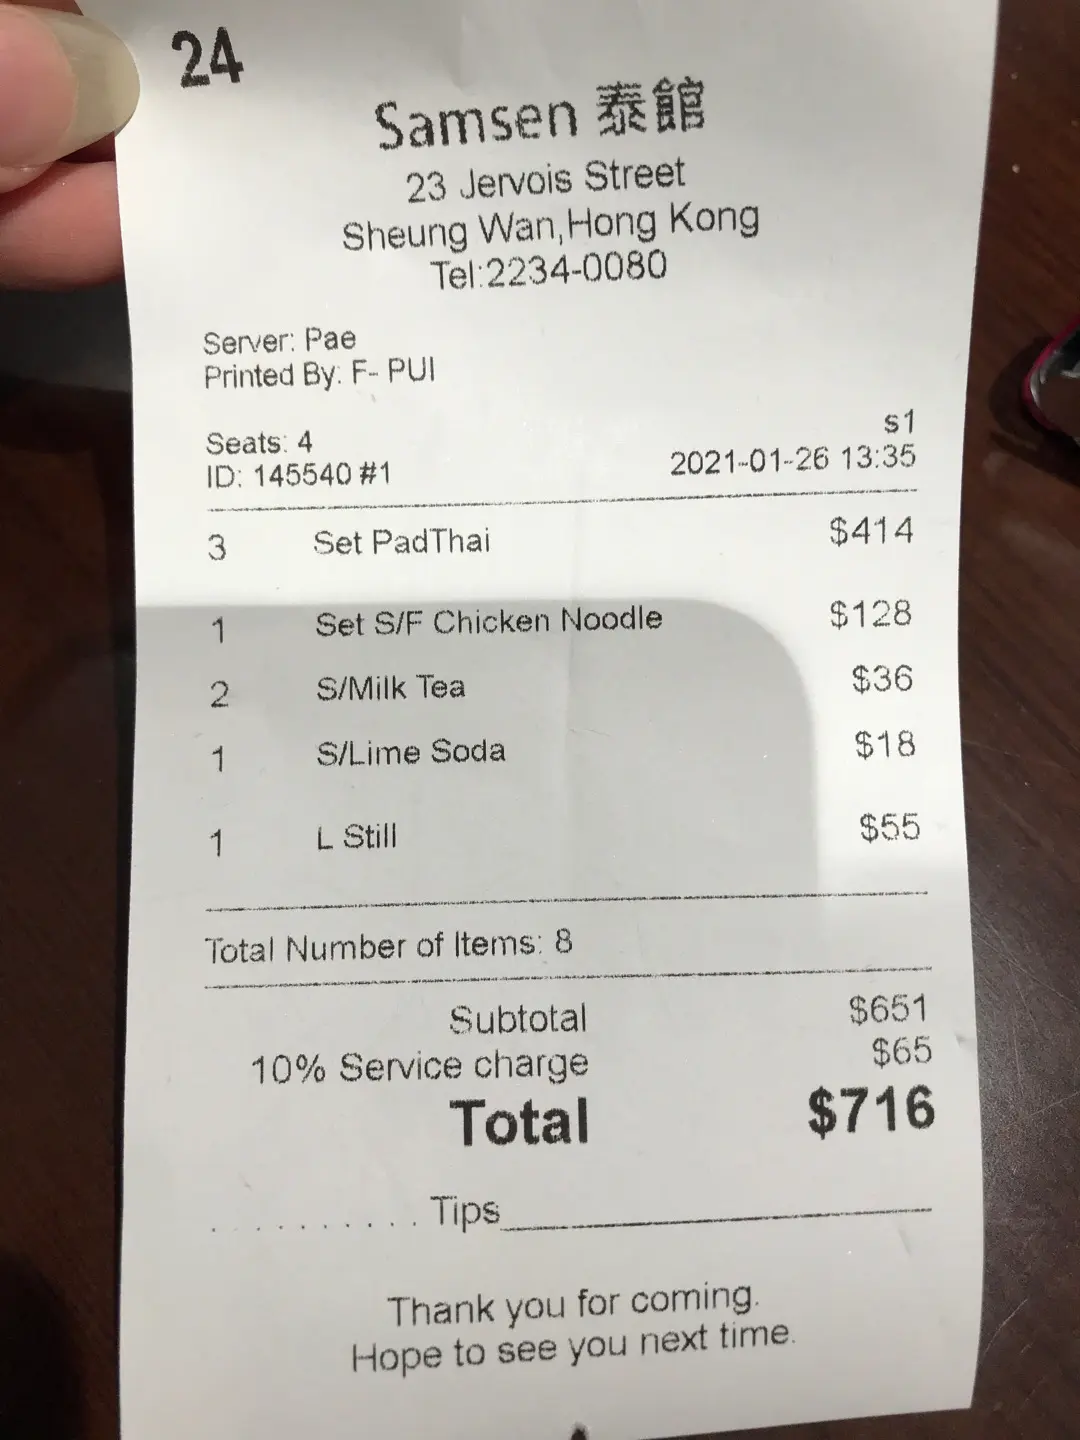 24
Samsen 泰館
23 Jervois Street
Sheung Wan,Hong Kong
Tel:2234-0080
Server: Pae
Printed By: F- PUI
s1
Seats: 4
ID: 145540 #1 2021-01-26 13:35
3 Set PadThai $414
1 Set S/F Chicken Noodle $128
2 S/Milk Tea $36
1 S/Lime Soda $18
1 L Still $55
Total Number of Items: 8
Subtotal $651
10% Service charge $65
Total $716
. . . . . . . . . . Tips_______________
Thank you for coming.
Hope to see you next time.